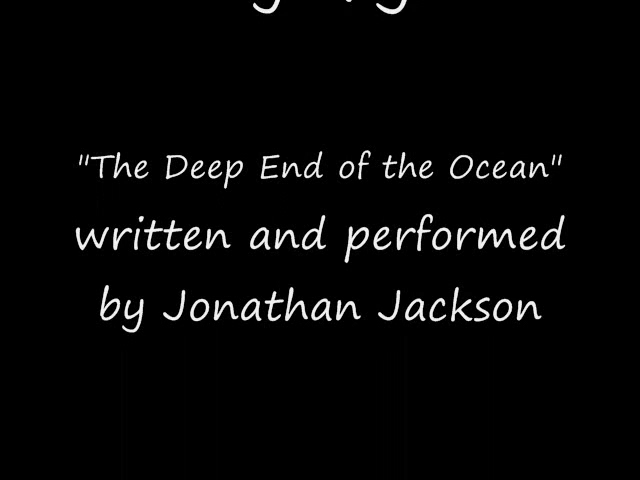 "The Deep End of the Ocean"
written and performed
by Jonathan Jackson